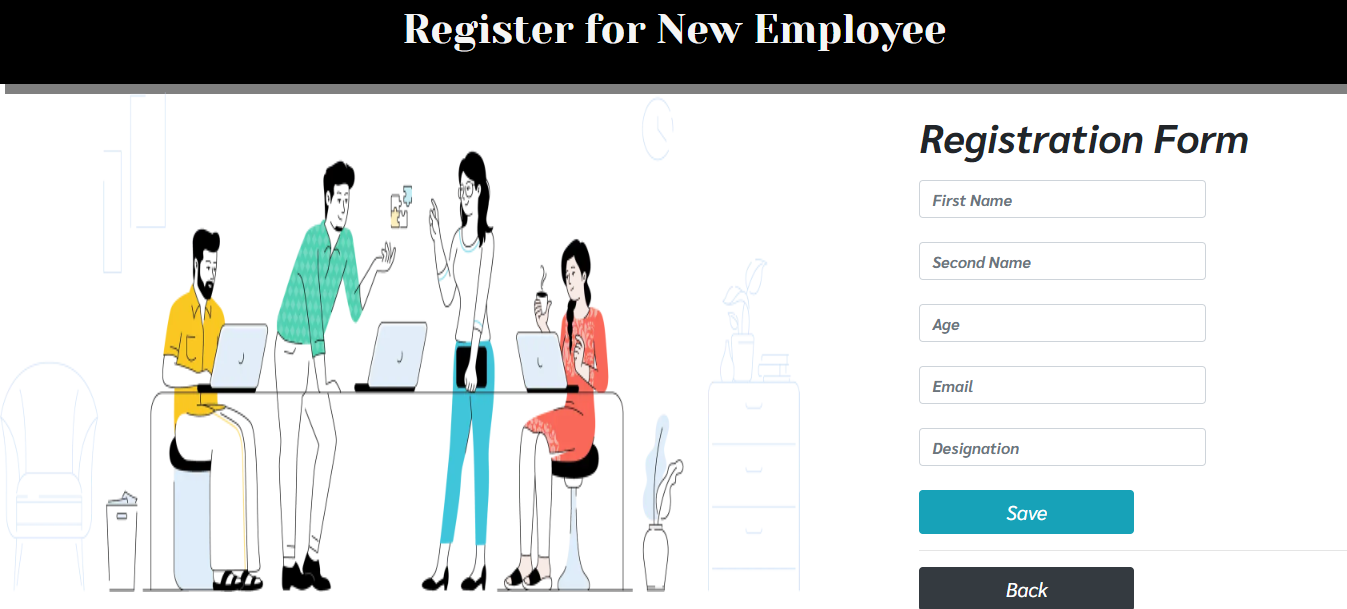 Register for New Employee
Registration Form
First Name
Second Name
Age
Email
Designation
Save
Back